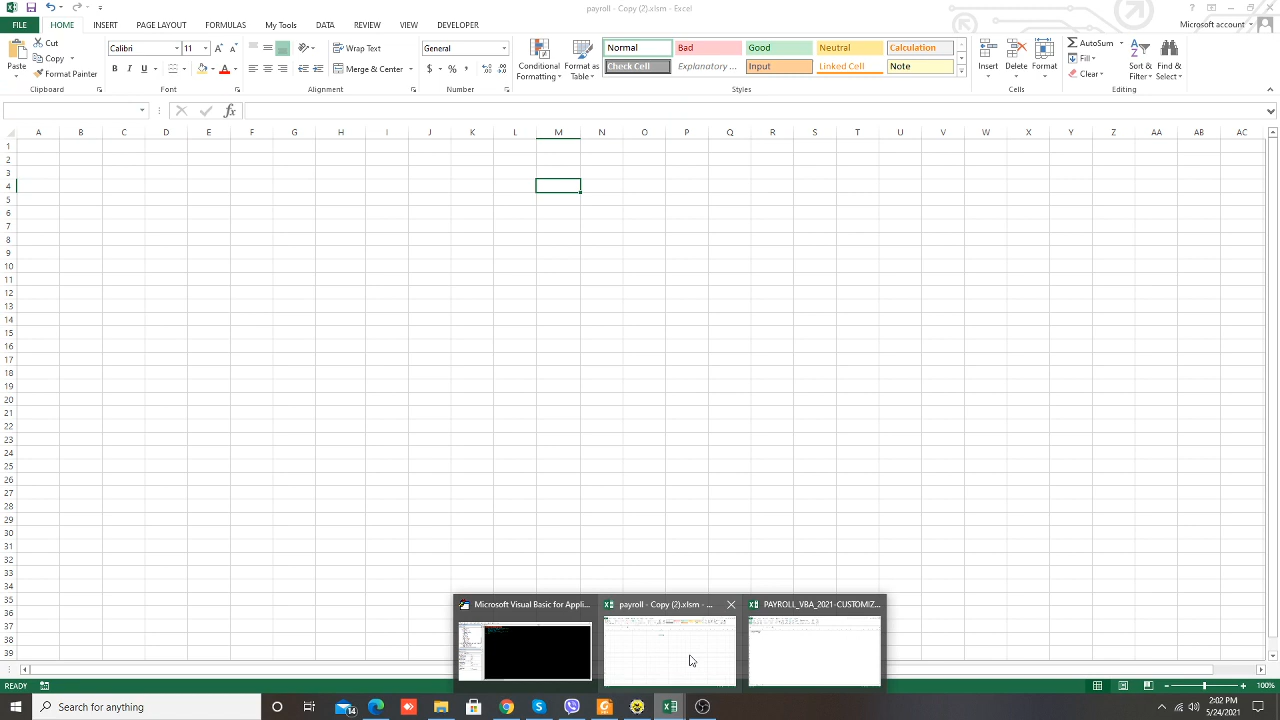 payroll - Copy (2).xlsm - Excel
FILE HOME INSERT PAGE LAYOUT FORMULAS My Tools DATA REVIEW VIEW DEVELOPER Microsoft account
Paste
Cut
Copy
Format Painter
Clipboard
Calibri 11
B U A
Font
Wrap Text
Merge & Center
Alignment
General
$ % ,
Number
Conditional Formatting
Format as Table
Normal Bad Good Neutral Calculation
Check Cell Explanatory ... Input Linked Cell Note
Styles
Insert Delete Format
Cells
AutoSum
Fill
Clear
Sort & Filter
Find & Select
Editing
fx
A B C D E F G H I J K L M N O P Q R S T U V W X Y Z AA AB AC
1
2
3
4
5
6
7
8
9
10
11
12
13
14
15
16
17
18
19
20
21
22
23
24
25
26
27
28
29
30
31
32
33
34
35
36
37
38
39
Microsoft Visual Basic for Appli...
payroll - Copy (2).xlsm - ...
PAYROLL_VBA_2021-CUSTOMIZ...
READY
100%
Search for anything
2:02 PM
5/24/2021